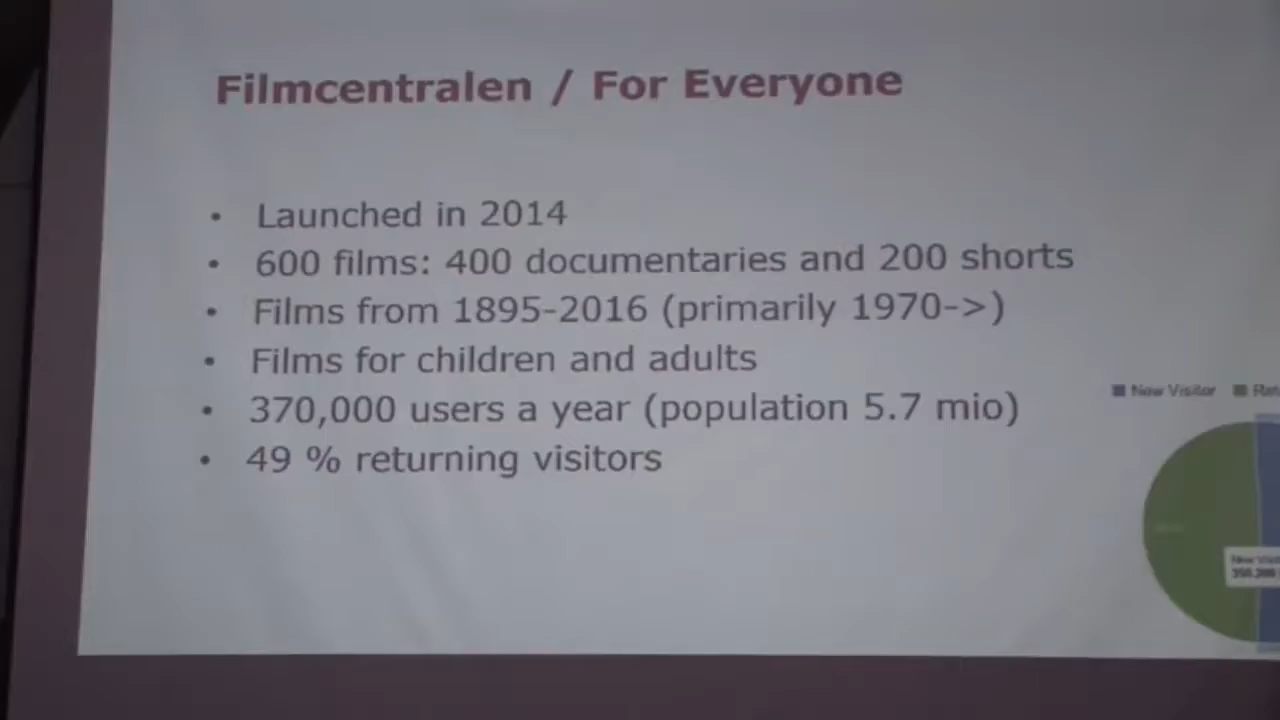 Filmcentralen / For Everyone
• Launched in 2014
• 600 films: 400 documentaries and 200 shorts
• Films from 1895-2016 (primarily 1970->)
• Films for children and adults
• 370,000 users a year (population 5.7 mio)
• 49 % returning visitors
New Visitor